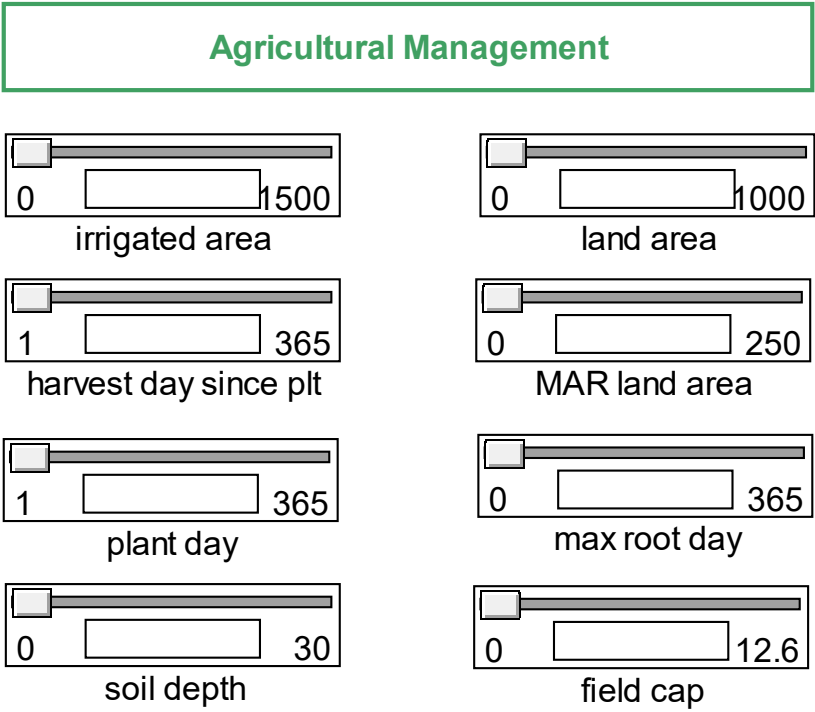 Agricultural Management
0 1500
irrigated area
0 1000
land area
1 365
harvest day since plt
0 250
MAR land area
1 365
plant day
0 365
max root day
0 30
soil depth
0 12.6
field cap